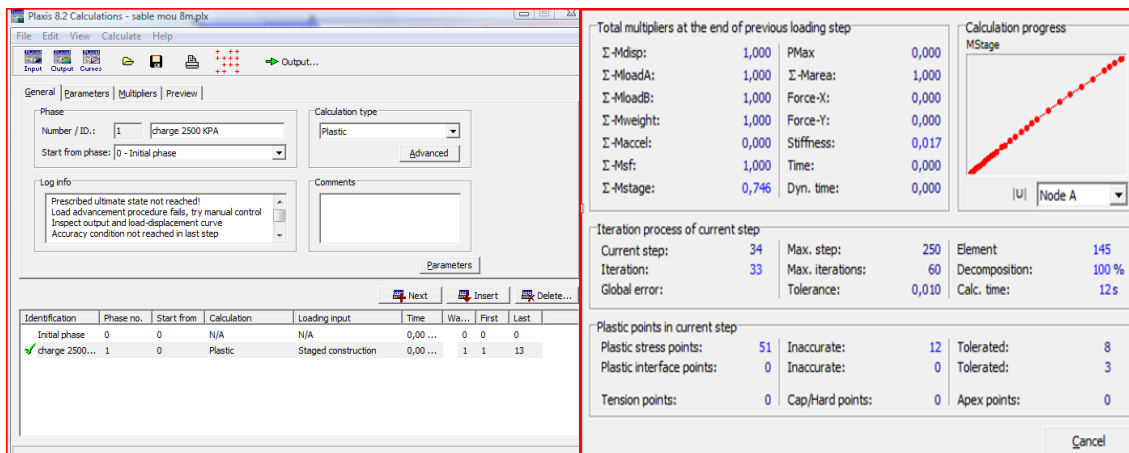 Plaxis 8.2 Calculations - sable mou 8m.plx
File Edit View Calculate Help
Input Output Curves Output...
General Parameters Multipliers Preview
Phase
Number / ID.: 1 charge 2500 KPA
Start from phase: 0 - Initial phase
Calculation type
Plastic
Advanced
Log info
Prescribed ultimate state not reached!
Load advancement procedure fails, try manual control
Inspect output and load-displacement curve
Accuracy condition not reached in last step
Comments
Parameters
Next Insert Delete...
Identification Phase no. Start from Calculation Loading input Time Wa... First Last
Initial phase 0 0 N/A N/A 0,00 ... 0 0 0
charge 2500... 1 0 Plastic Staged construction 0,00 ... 1 1 13
Total multipliers at the end of previous loading step
Σ-Mdisp: 1,000 PMax 0,000
Σ-MloadA: 1,000 Σ-Marea: 1,000
Σ-MloadB: 1,000 Force-X: 0,000
Σ-Mweight: 1,000 Force-Y: 0,000
Σ-Maccel: 0,000 Stiffness: 0,017
Σ-Msf: 1,000 Time: 0,000
Σ-Mstage: 0,746 Dyn. time: 0,000
Calculation progress
MStage
|U| Node A
Iteration process of current step
Current step: 34 Max. step: 250 Element 145
Iteration: 33 Max. iterations: 60 Decomposition: 100 %
Global error: Tolerance: 0,010 Calc. time: 12 s
Plastic points in current step
Plastic stress points: 51 Inaccurate: 12 Tolerated: 8
Plastic interface points: 0 Inaccurate: 0 Tolerated: 3
Tension points: 0 Cap/Hard points: 0 Apex points: 0
Cancel